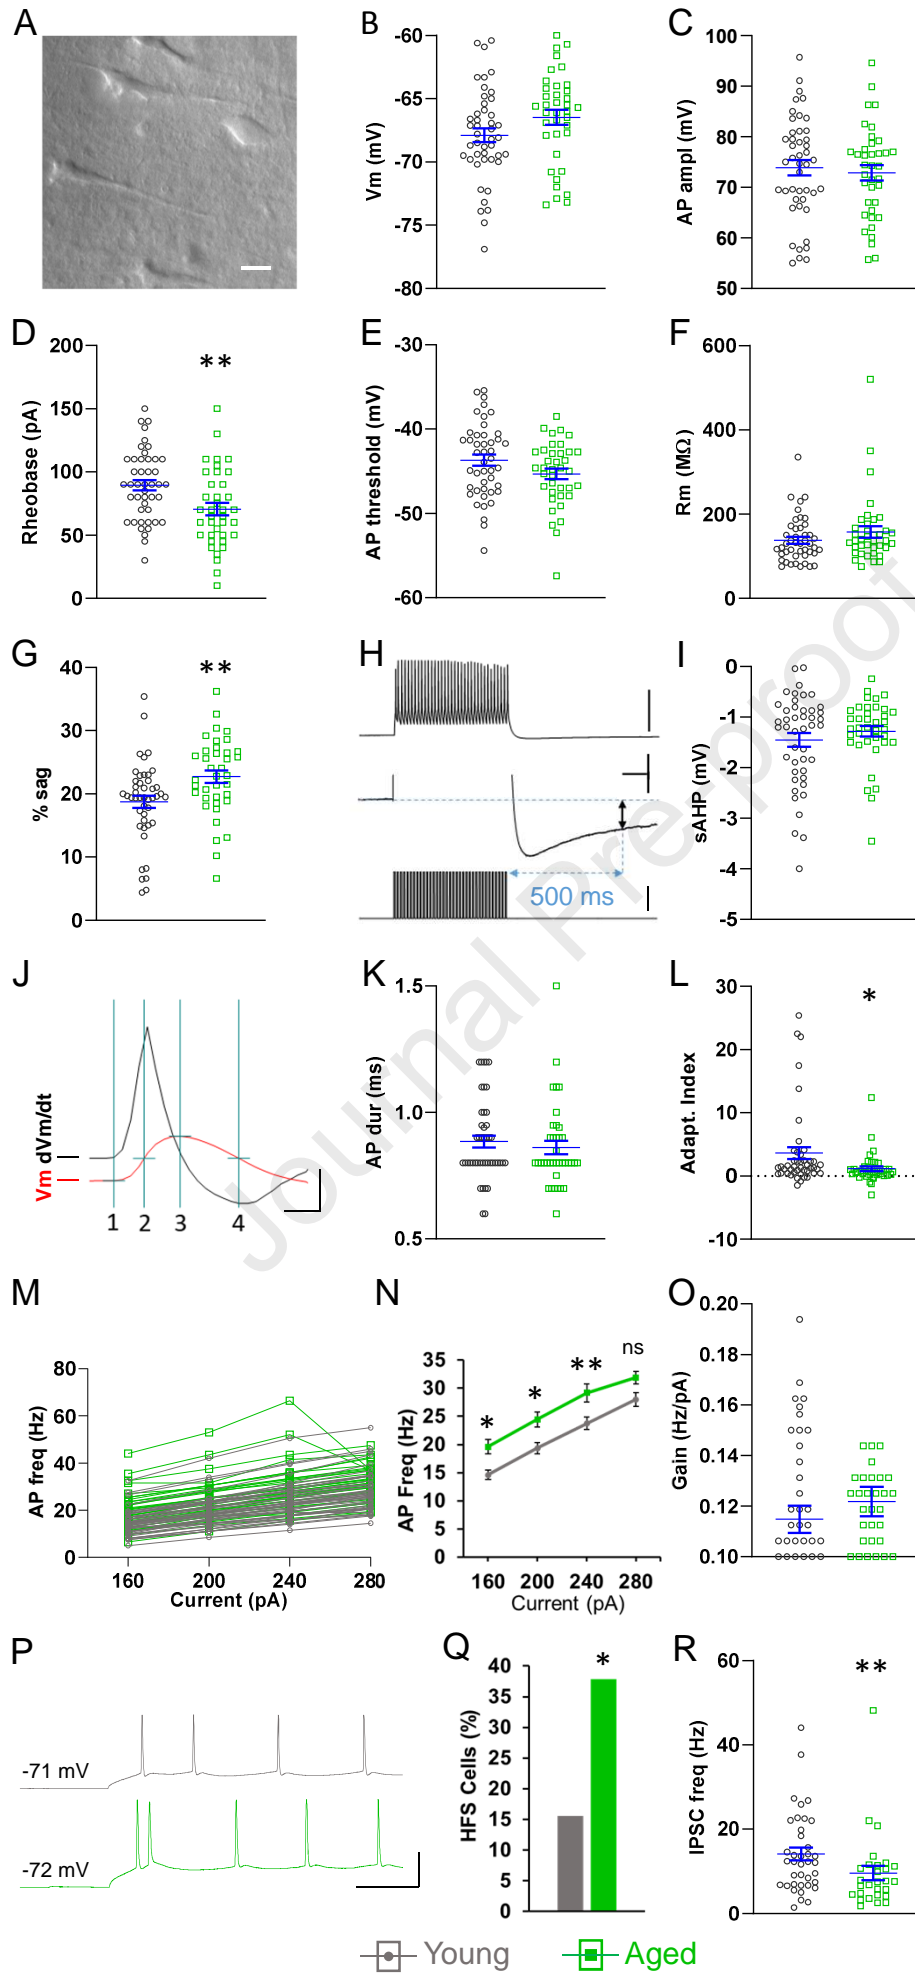 A
B
-60
-65
-70
-75
-80
Vm (mV)
C
100
90
80
70
60
50
AP ampl (mV)
D
200
150
100
50
0
Rheobase (pA)
**
E
-30
-40
-50
-60
AP threshold (mV)
F
600
400
200
0
Rm (MΩ)
G
40
30
20
10
0
% sag
**
H
500 ms
I
0
-1
-2
-3
-4
-5
sAHP (mV)
J
Vm dVm/dt
1 2 3 4
K
1.5
1.0
0.5
AP dur (ms)
L
30
20
10
0
-10
Adapt. Index
*
M
80
60
40
20
0
AP freq (Hz)
160 200 240 280
Current (pA)
N
35
30
25
20
15
10
5
0
AP Freq (Hz)
* * ** ns
160 200 240 280
Current (pA)
O
0.20
0.18
0.16
0.14
0.12
0.10
Gain (Hz/pA)
P
-71 mV
-72 mV
Q
40
35
30
25
20
15
10
5
0
HFS Cells (%)
*
R
60
40
20
0
IPSC freq (Hz)
**
Young Aged
Journal Pre-proof